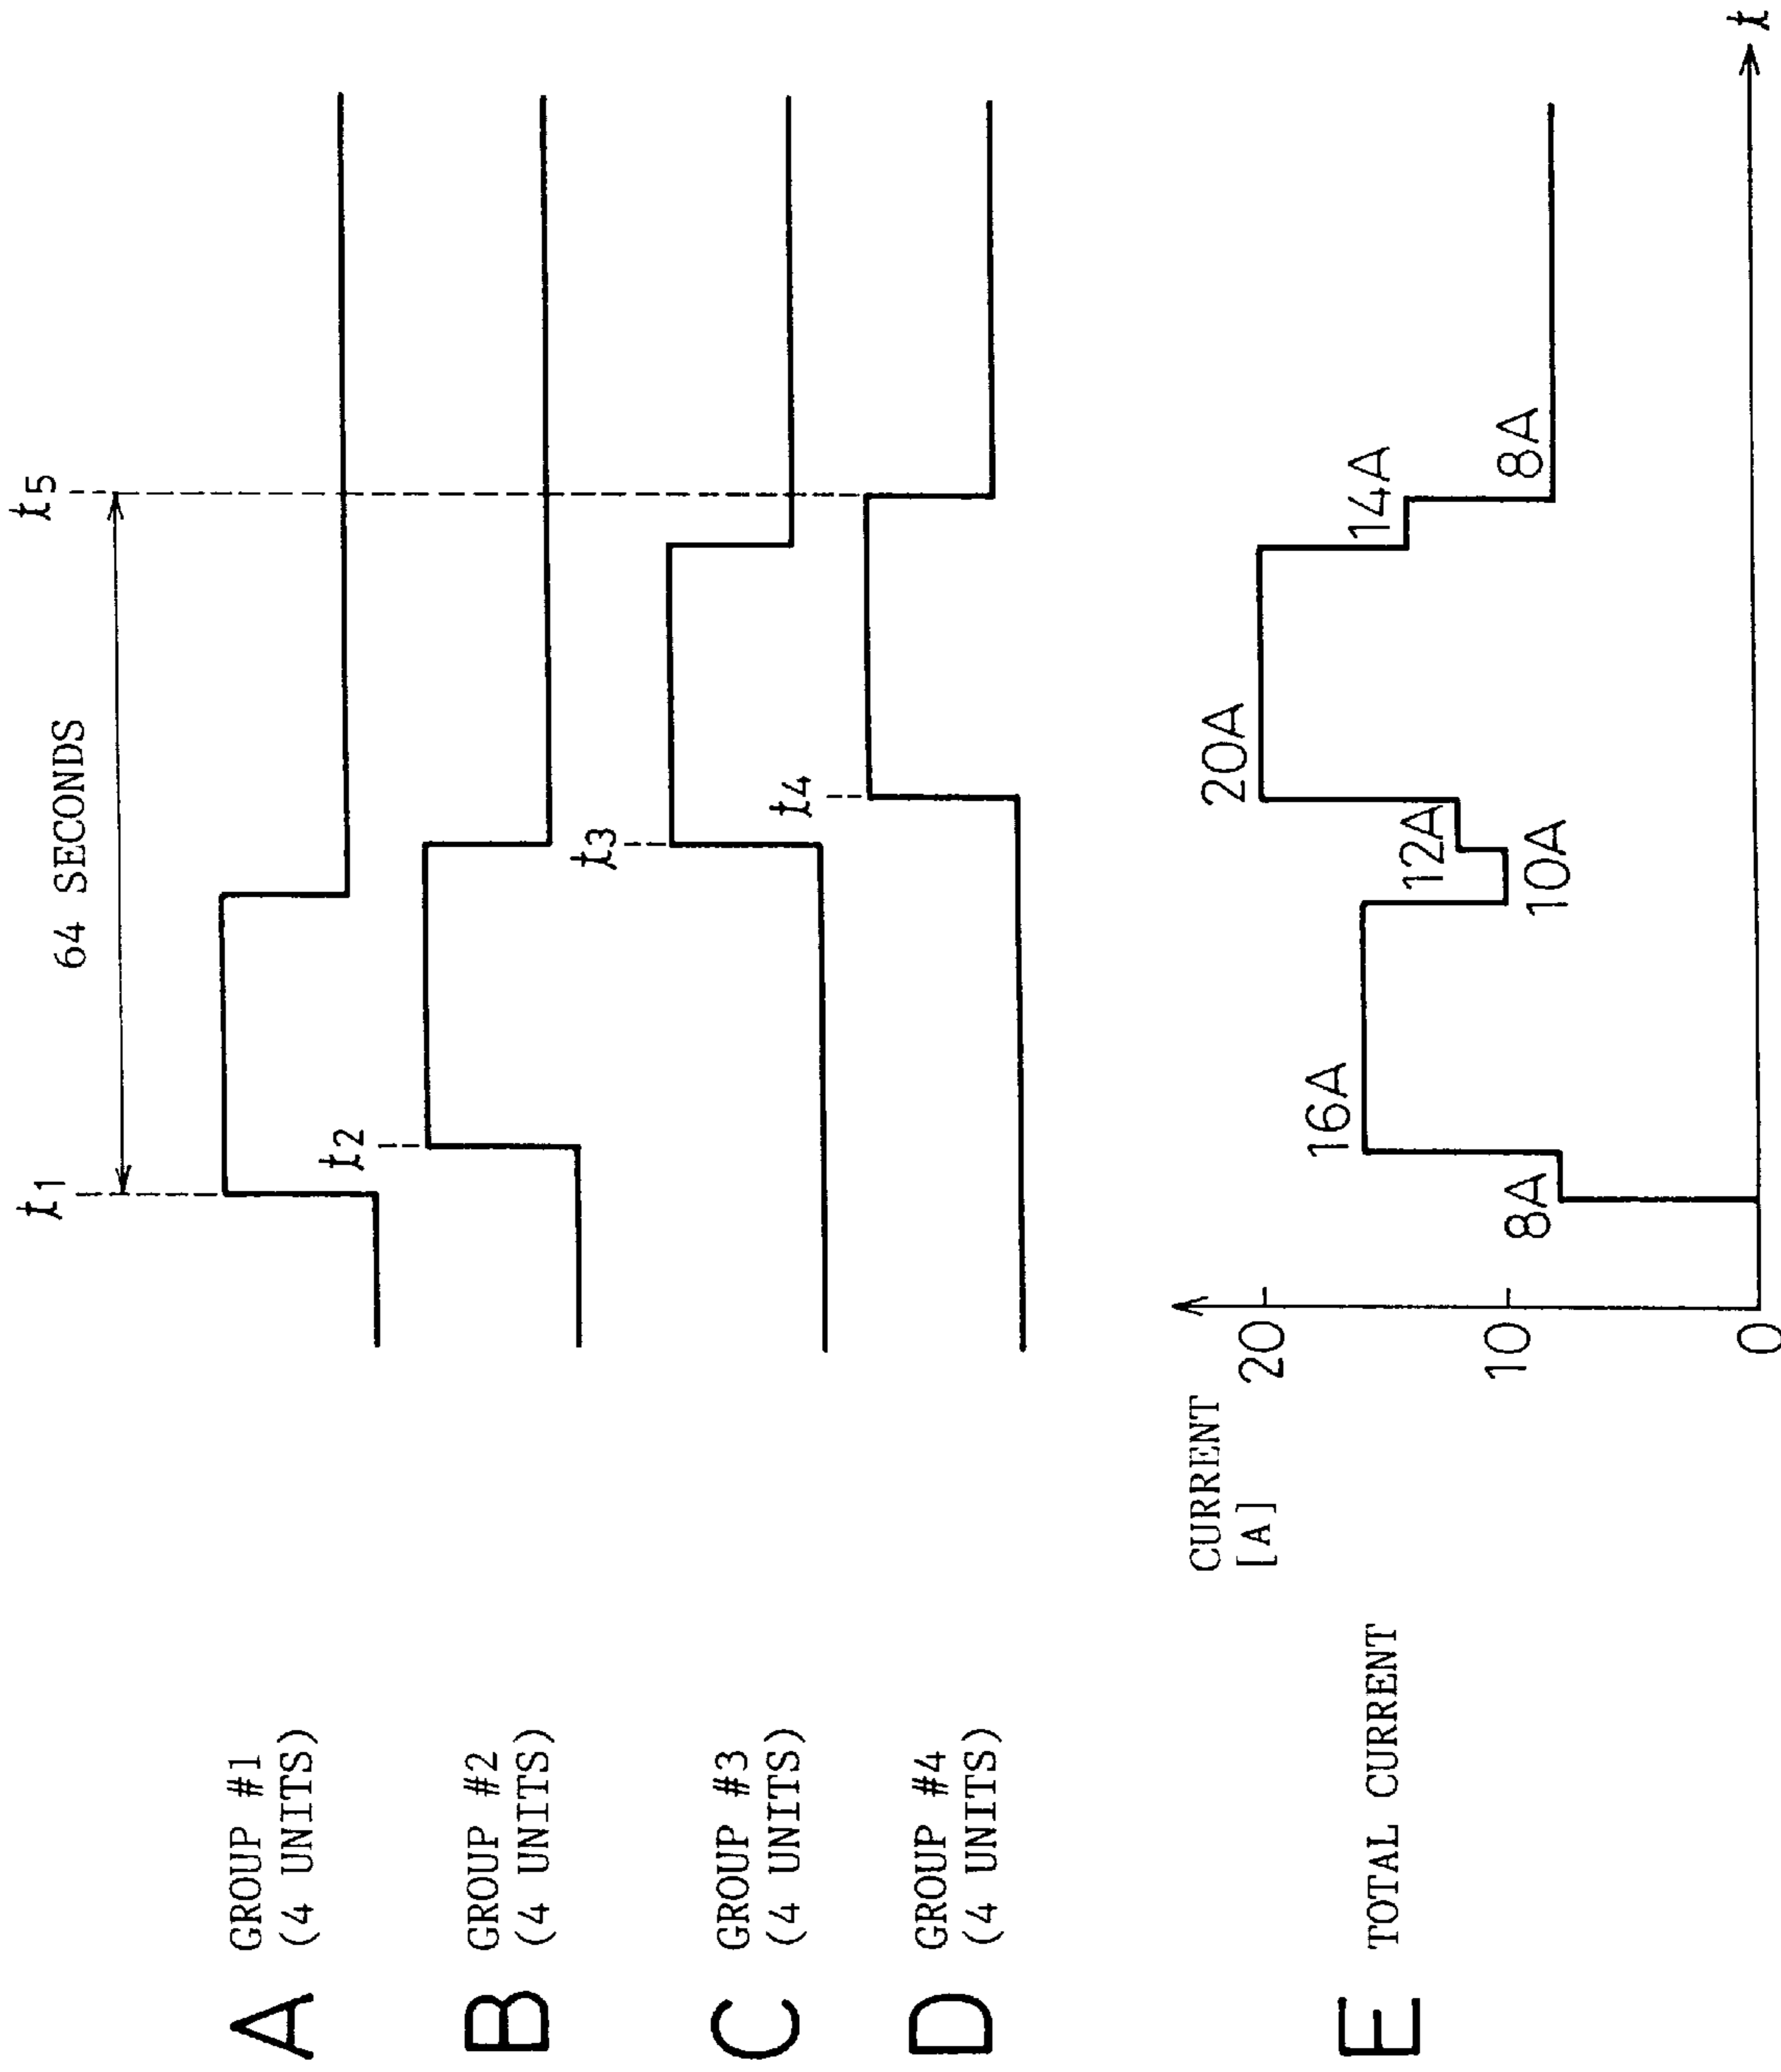 t1
t5
64 SECONDS
A GROUP #1
(4 UNITS)
t2
B GROUP #2
(4 UNITS)
t3
C GROUP #3
(4 UNITS)
t4
D GROUP #4
(4 UNITS)
CURRENT
[A]
20
10
0
E TOTAL CURRENT
8A
16A
10A
12A
20A
14A
8A
t